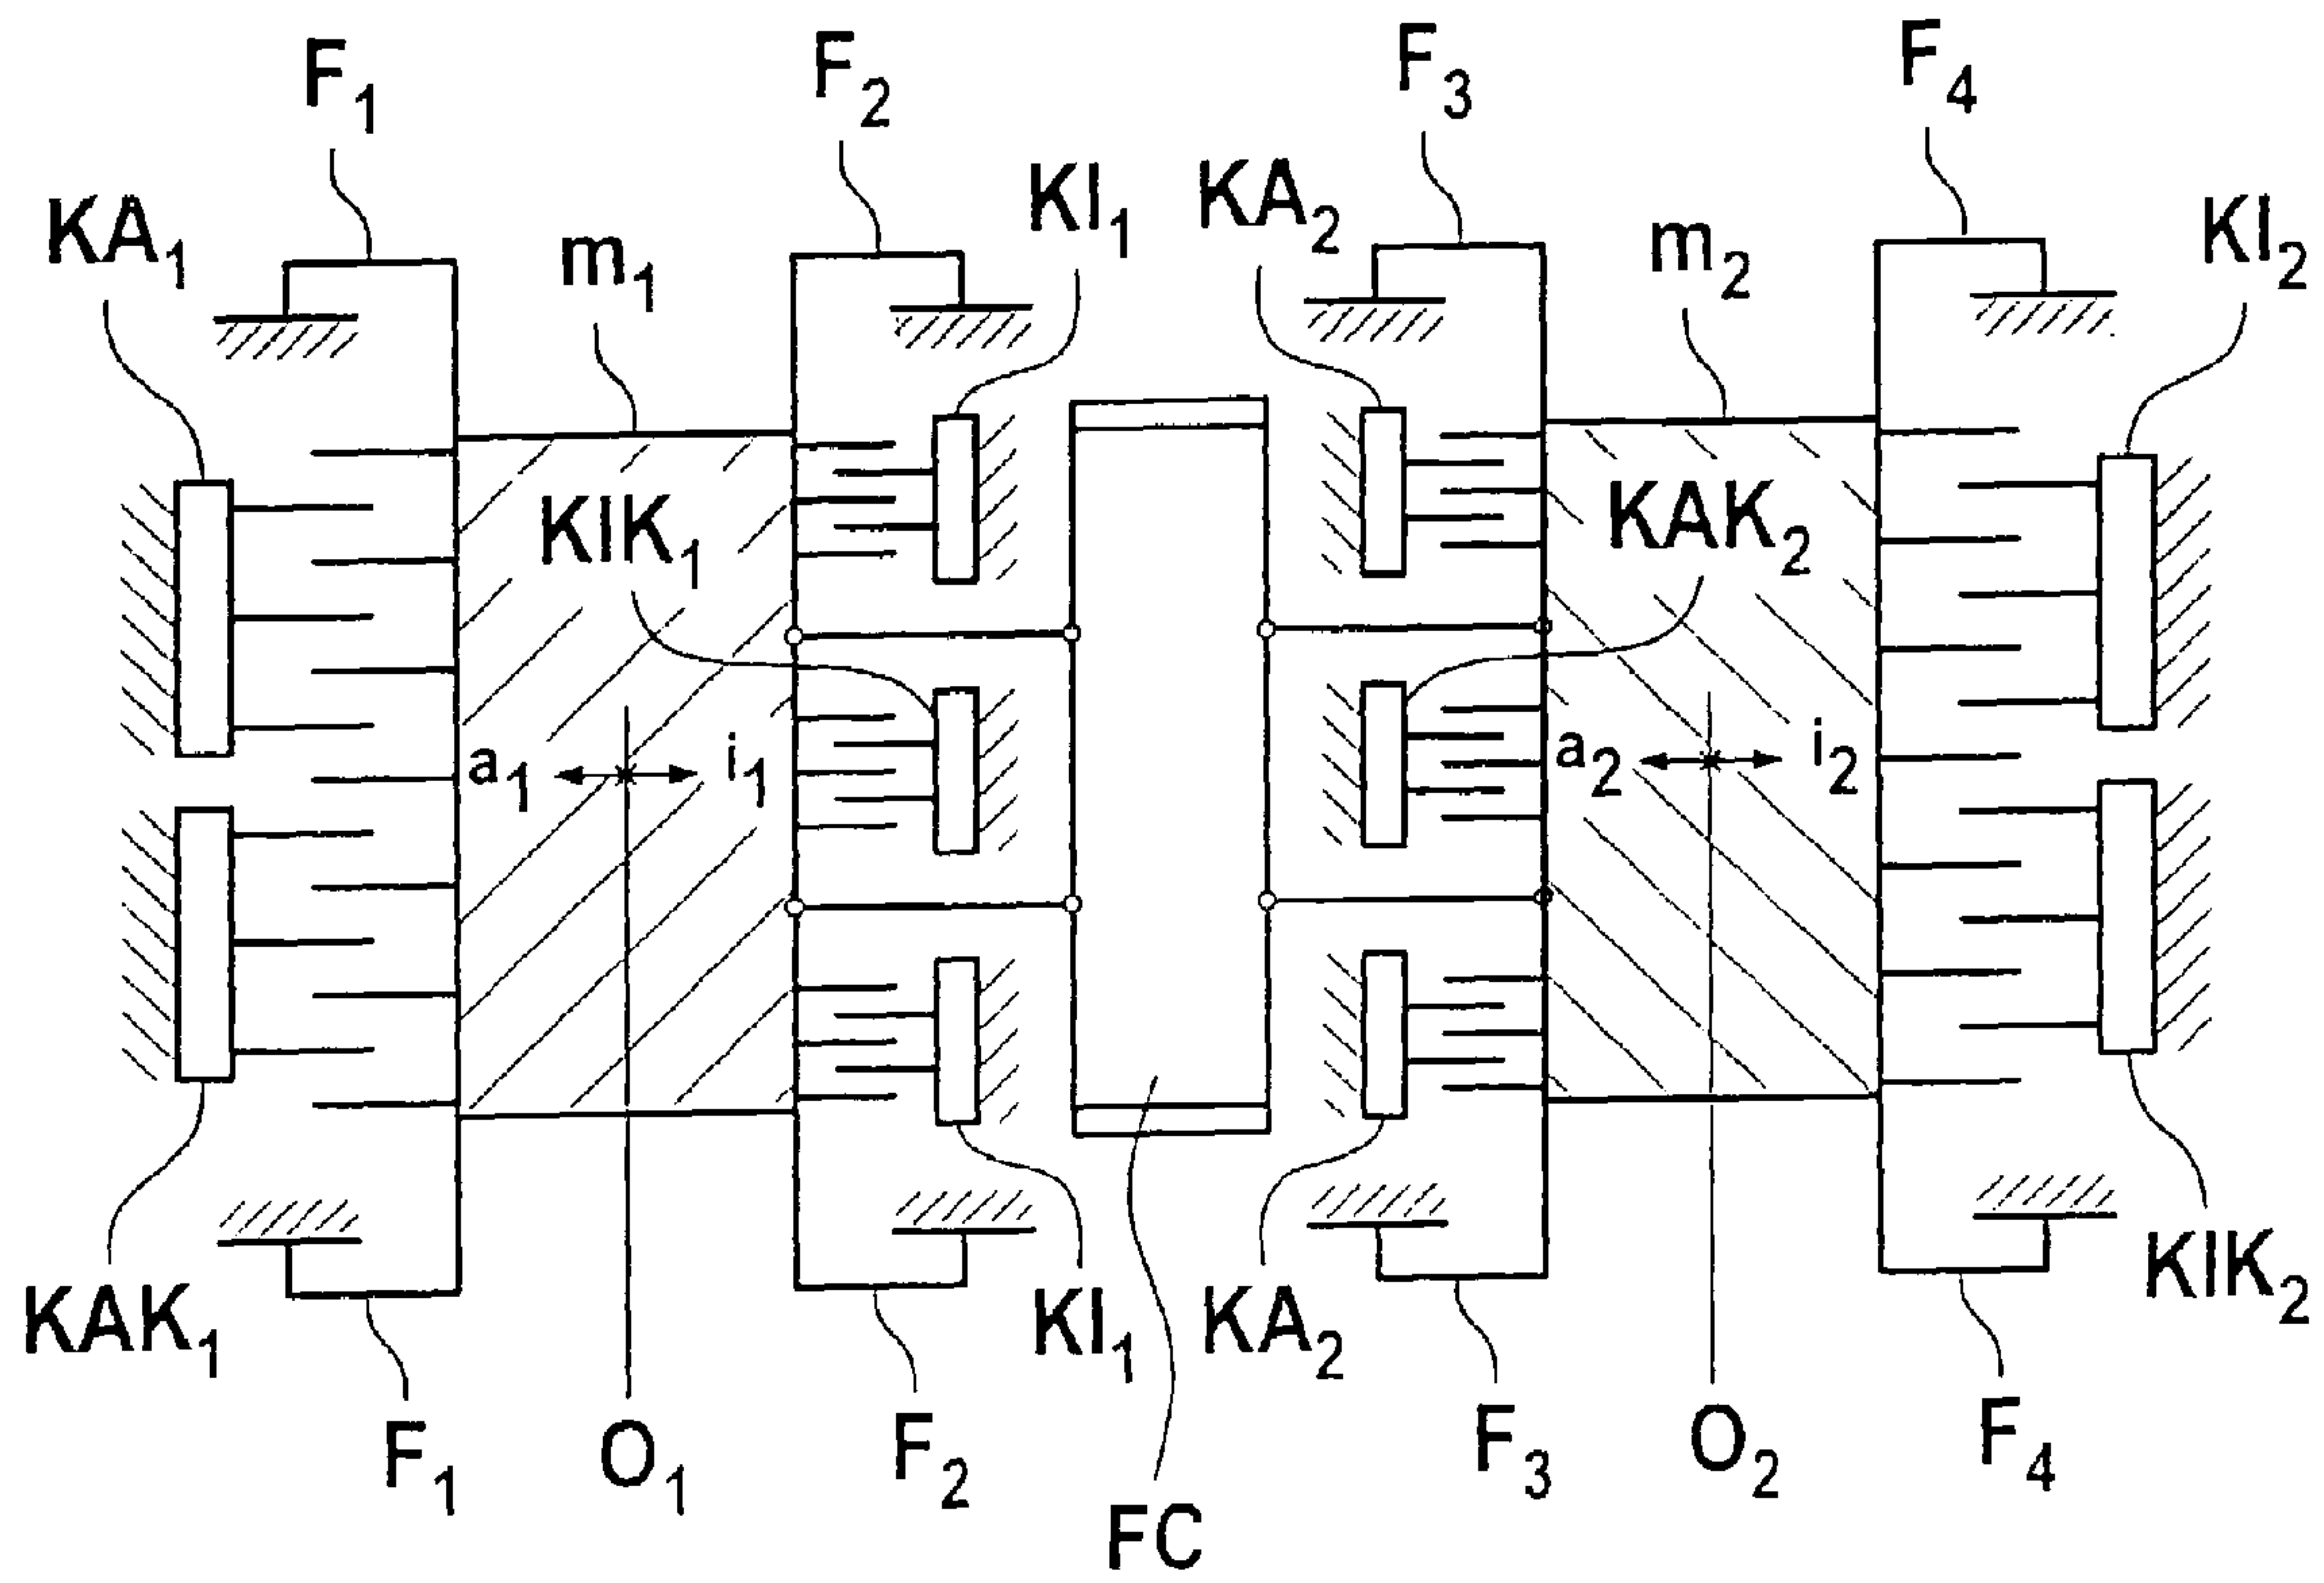 F1 F2 F3 F4
KA1 m1 KI1 KA2 m2 KI2
KIK1 KAK2
a1 i1 a2 i2
KAK1 KI1 KA2 KIK2
F1 O1 F2 F3 O2 F4
FC